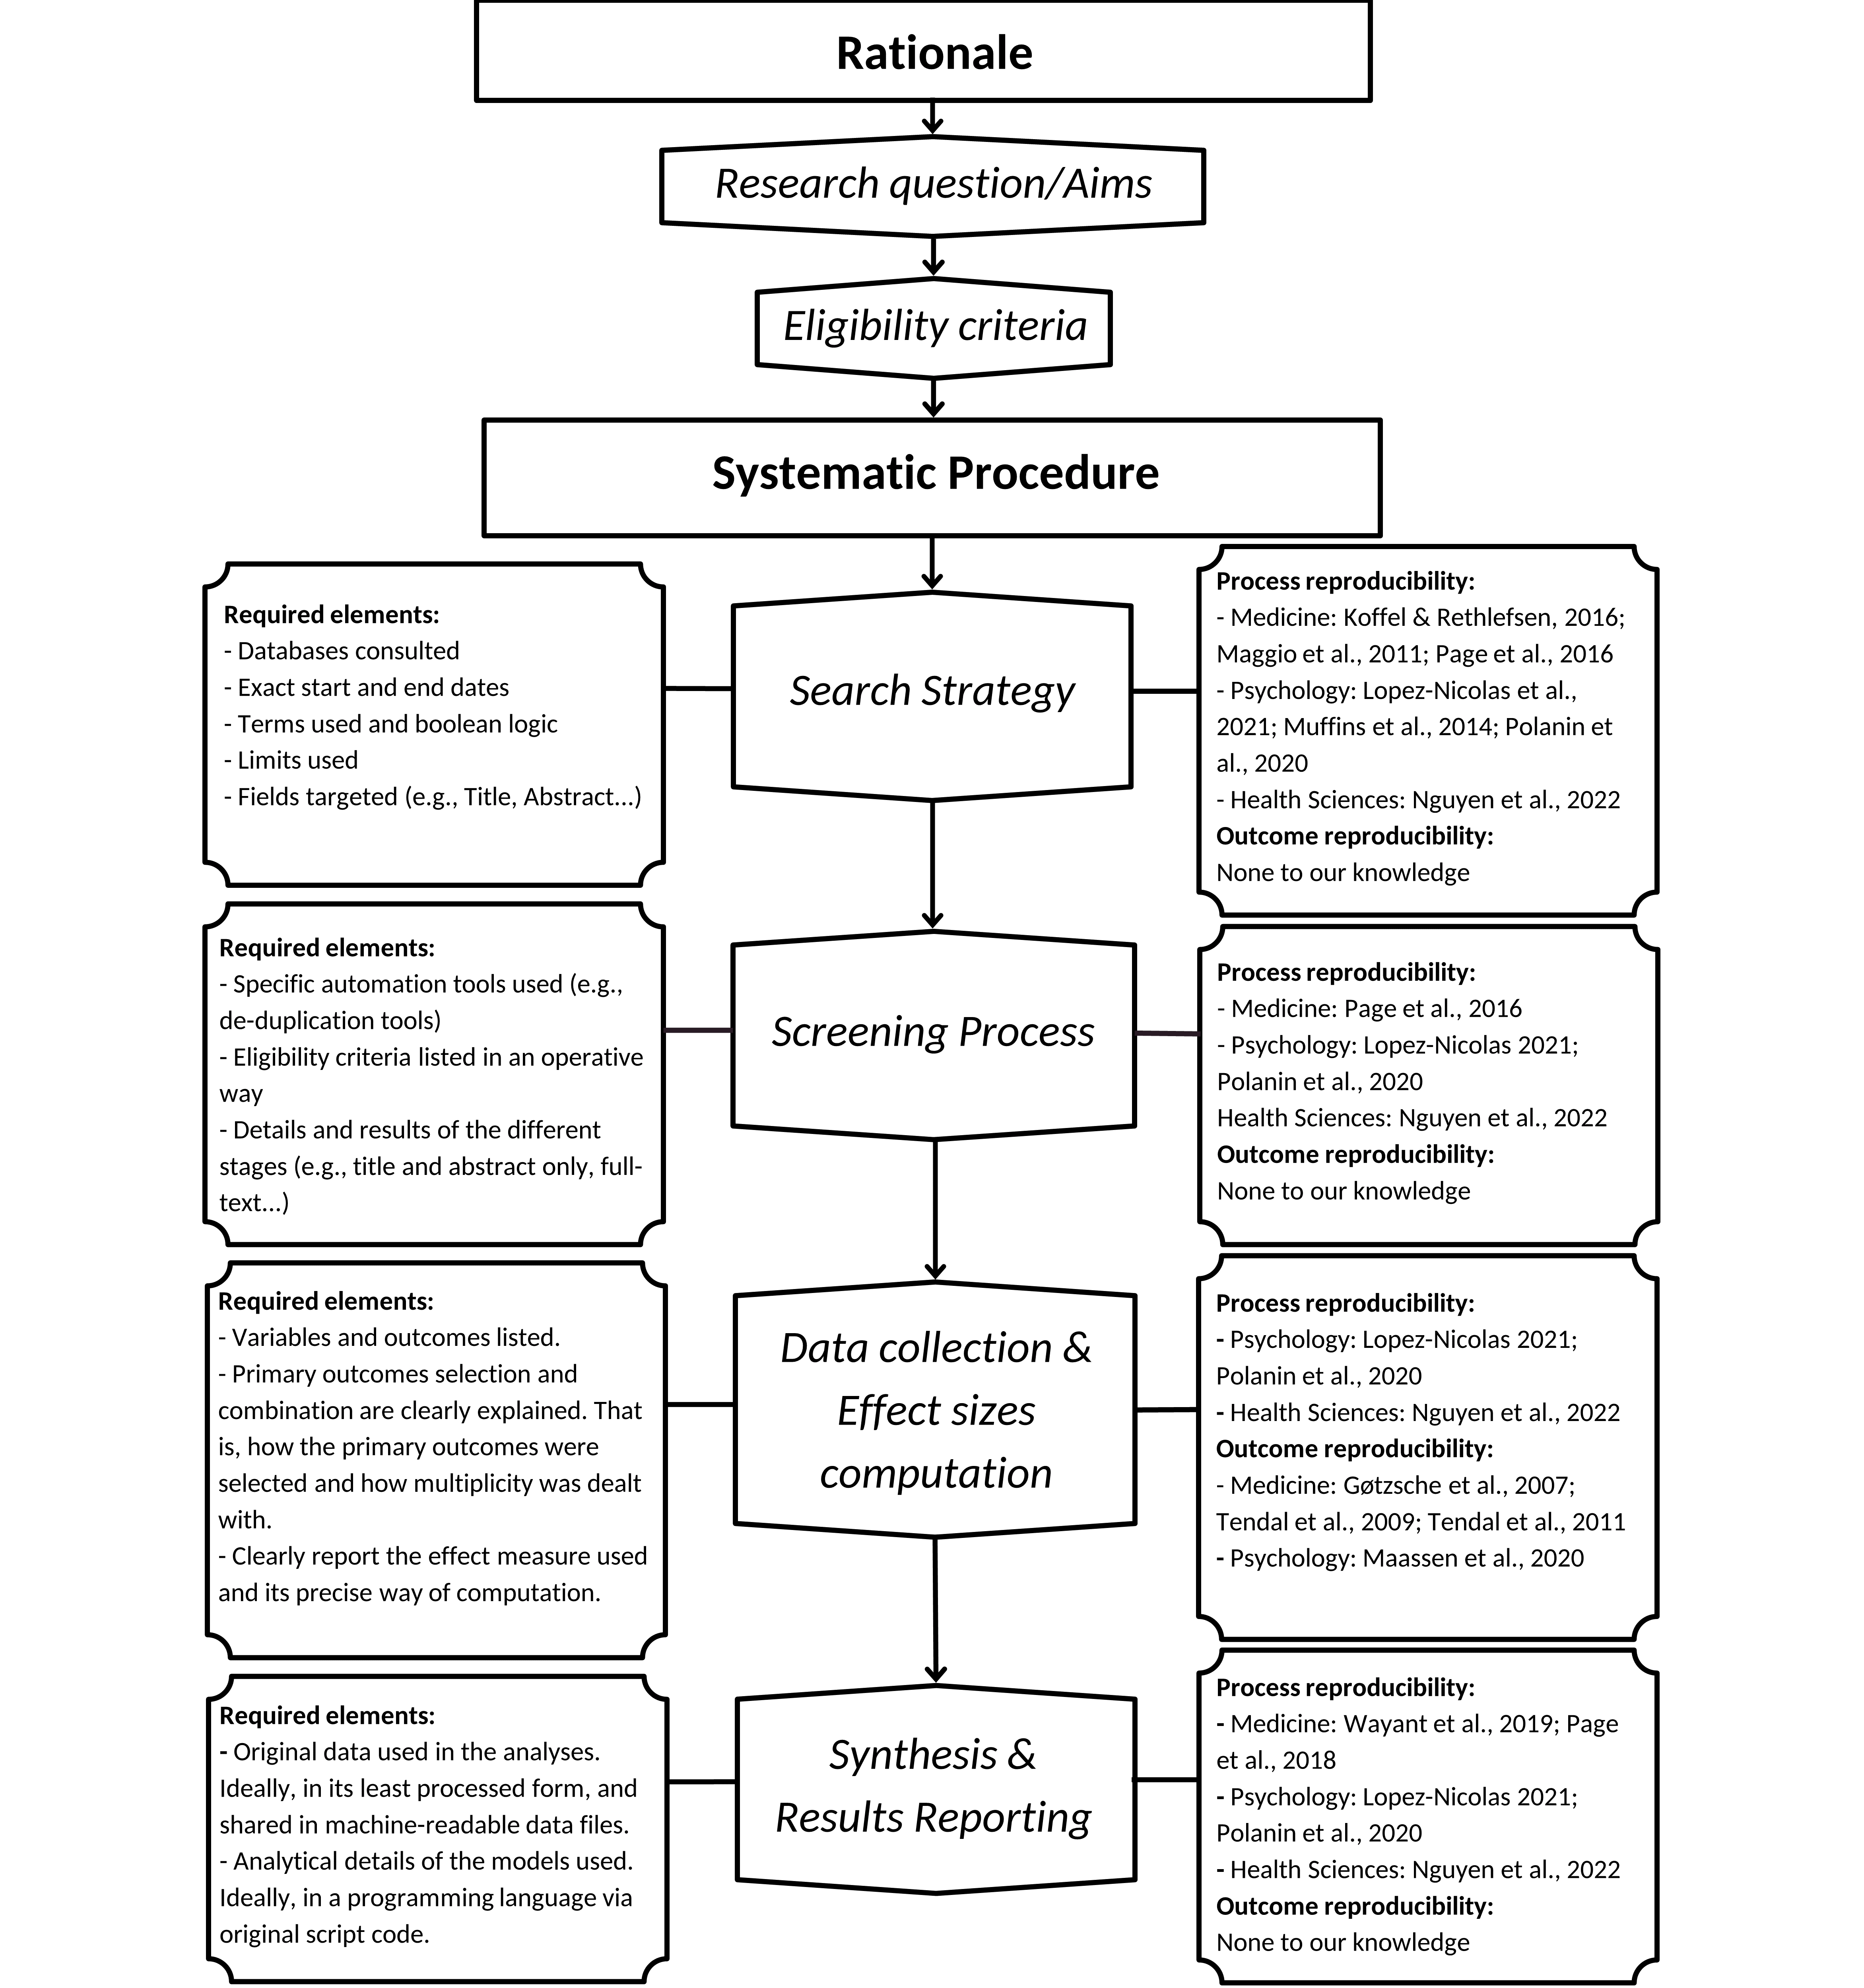 Rationale
Research question/Aims
Eligibility criteria
Systematic Procedure
Required elements:
- Databases consulted
- Exact start and end dates
- Terms used and boolean logic
- Limits used
- Fields targeted (e.g., Title, Abstract...)
Search Strategy
Process reproducibility:
- Medicine: Koffel & Rethlefsen, 2016;
Maggio et al., 2011; Page et al., 2016
- Psychology: Lopez-Nicolas et al.,
2021; Muffins et al., 2014; Polanin et
al., 2020
- Health Sciences: Nguyen et al., 2022
Outcome reproducibility:
None to our knowledge
Required elements:
- Specific automation tools used (e.g.,
de-duplication tools)
- Eligibility criteria listed in an operative
way
- Details and results of the different
stages (e.g., title and abstract only, full-
text...)
Screening Process
Process reproducibility:
- Medicine: Page et al., 2016
- Psychology: Lopez-Nicolas 2021;
Polanin et al., 2020
Health Sciences: Nguyen et al., 2022
Outcome reproducibility:
None to our knowledge
Required elements:
- Variables and outcomes listed.
- Primary outcomes selection and
combination are clearly explained. That
is, how the primary outcomes were
selected and how multiplicity was dealt
with.
- Clearly report the effect measure used
and its precise way of computation.
Data collection &
Effect sizes
computation
Process reproducibility:
- Psychology: Lopez-Nicolas 2021;
Polanin et al., 2020
- Health Sciences: Nguyen et al., 2022
Outcome reproducibility:
- Medicine: Gøtzsche et al., 2007;
Tendal et al., 2009; Tendal et al., 2011
- Psychology: Maassen et al., 2020
Required elements:
- Original data used in the analyses.
Ideally, in its least processed form, and
shared in machine-readable data files.
- Analytical details of the models used.
Ideally, in a programming language via
original script code.
Synthesis &
Results Reporting
Process reproducibility:
- Medicine: Wayant et al., 2019; Page
et al., 2018
- Psychology: Lopez-Nicolas 2021;
Polanin et al., 2020
- Health Sciences: Nguyen et al., 2022
Outcome reproducibility:
None to our knowledge